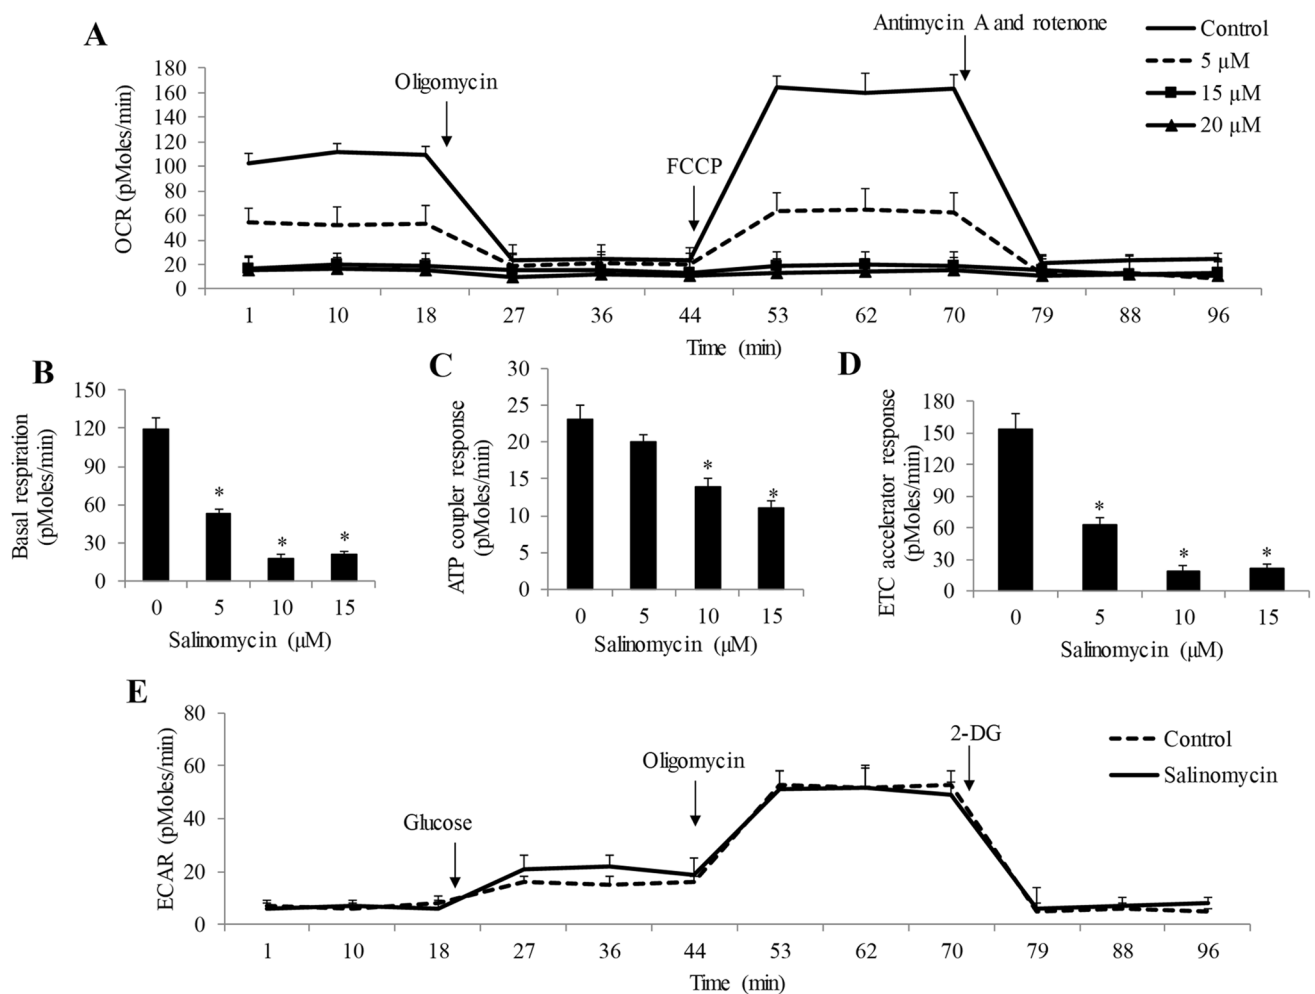 A
Antimycin A and rotenone
Control
5 µM
15 µM
20 µM
Oligomycin
FCCP
OCR (pMoles/min)
180
160
140
120
100
80
60
40
20
0
1 10 18 27 36 44 53 62 70 79 88 96
Time (min)
B
Basal respiration
(pMoles/min)
150
120
90
60
30
0
* * *
0 5 10 15
Salinomycin (µM)
C
ATP coupler response
(pMoles/min)
30
25
20
15
10
5
0
* *
0 5 10 15
Salinomycin (µM)
D
ETC accelerator response
(pMoles/min)
180
150
120
90
60
30
0
* * *
0 5 10 15
Salinomycin (µM)
E
ECAR (pMoles/min)
80
60
40
20
0
Glucose
Oligomycin
2-DG
Control
Salinomycin
1 10 18 27 36 44 53 62 70 79 88 96
Time (min)